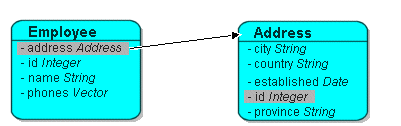 Employee
- address Address
- id Integer
- name String
- phones Vector
Address
- city String
- country String
- established Date
- id Integer
- province String